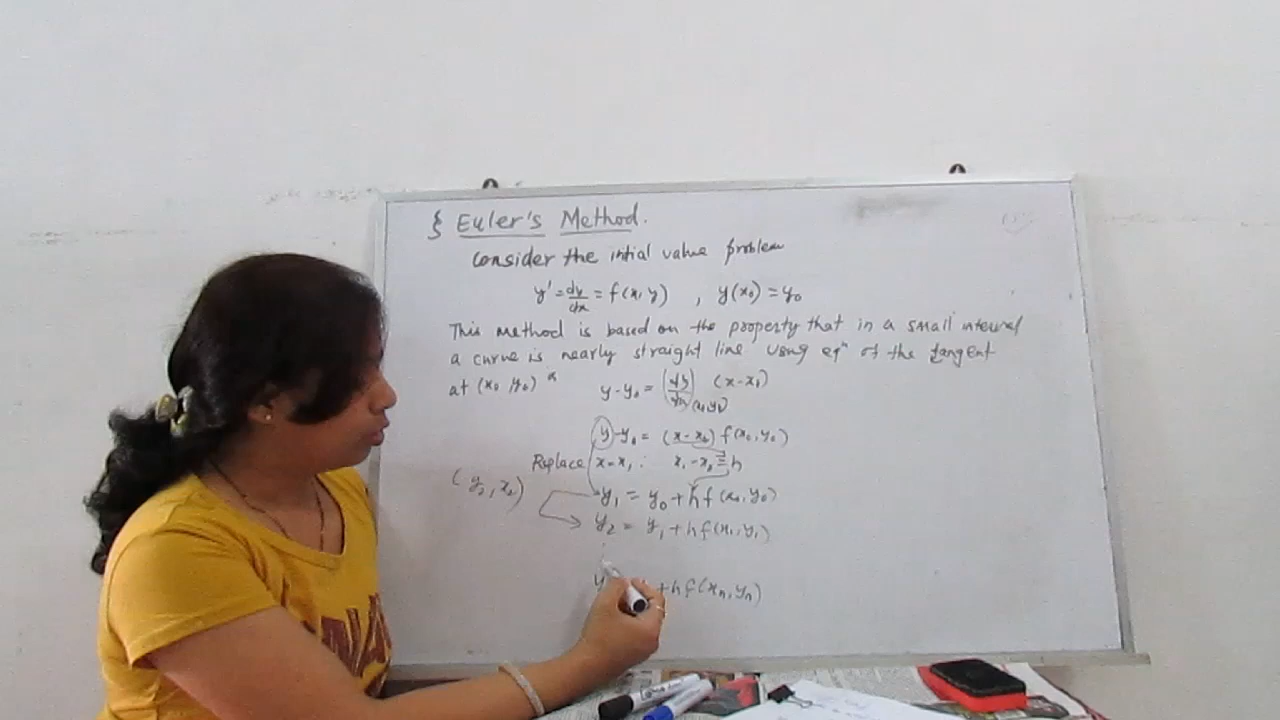 § Euler's Method.
Consider the intial value problem
y' = dy/dx = f(x, y) , y(x₀) = y₀
This method is based on the property that in a small interval
a curve is nearly straight line Using eqⁿ of the tangent
at (x₀, y₀)
y-y₀ = (dy/dx)(x₀,y₀) (x-x₀)
y-y₀ = (x-x₀) f(x₀, y₀)
Replace x=x₁ ∴ x₁-x₀ = h
y₁ = y₀ + h f(x₀, y₀)
(y₂, x₂)
y₂ = y₁ + h f(x₁, y₁)
y + h f(xₙ, yₙ)